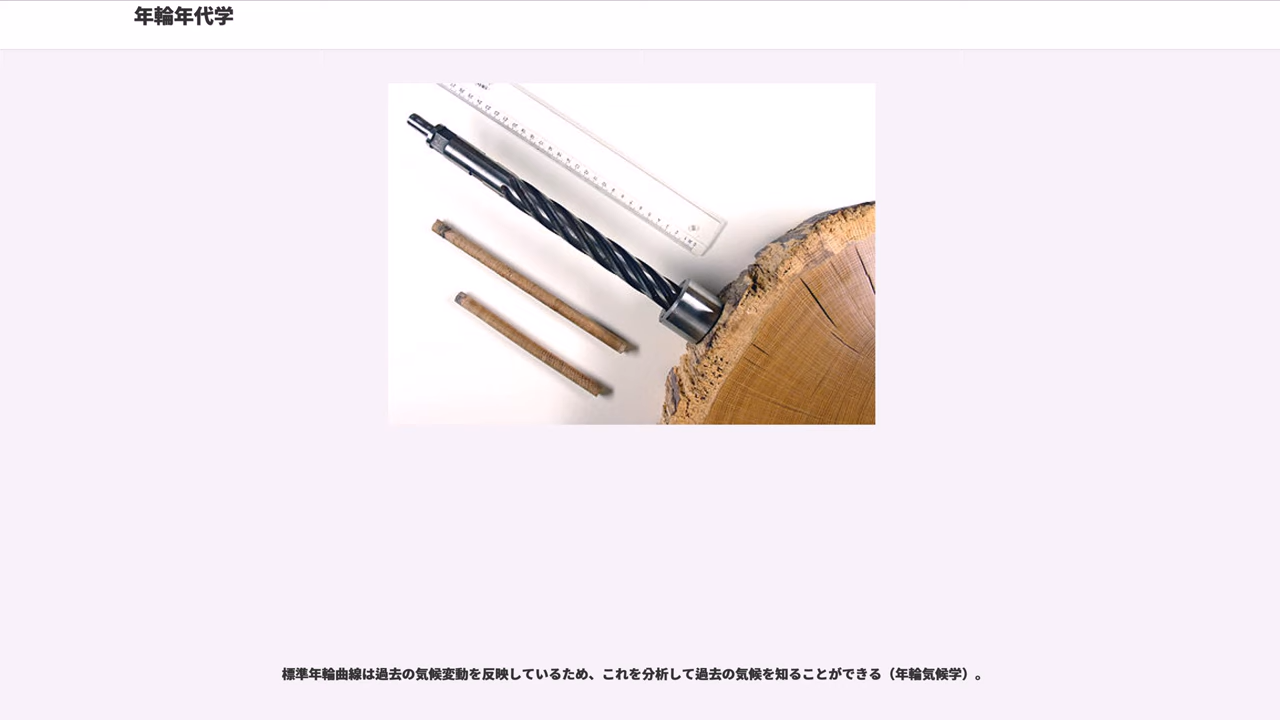 年輪年代学
標準年輪曲線は過去の気候変動を反映しているため、これを分析して過去の気候を知ることができる（年輪気候学）。